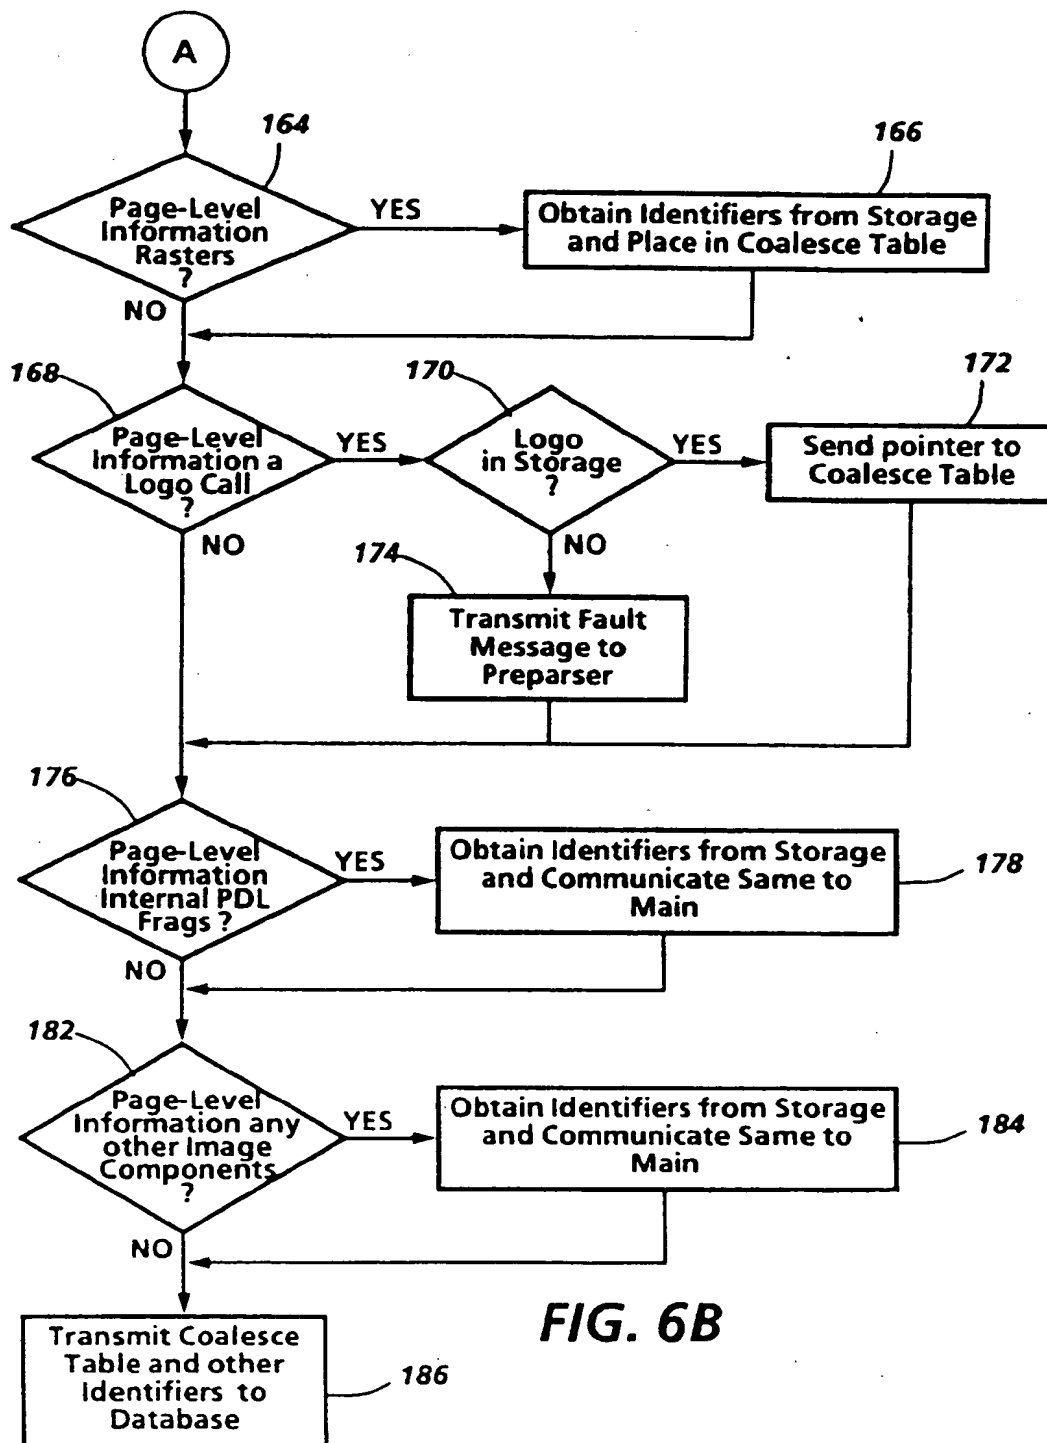 A
164
Page-Level
Information
Rasters
?
YES
166
Obtain Identifiers from Storage
and Place in Coalesce Table
NO
168
Page-Level
Information a
Logo Call
?
YES
170
Logo
in Storage
?
YES
172
Send pointer to
Coalesce Table
NO
NO
174
Transmit Fault
Message to
Preparser
176
Page-Level
Information
Internal PDL
Frags ?
YES
Obtain Identifiers from Storage
and Communicate Same to
Main
178
NO
182
Page-Level
Information any
other Image
Components
?
YES
Obtain Identifiers from Storage
and Communicate Same to
Main
184
NO
Transmit Coalesce
Table and other
Identifiers to
Database
186
FIG. 6B